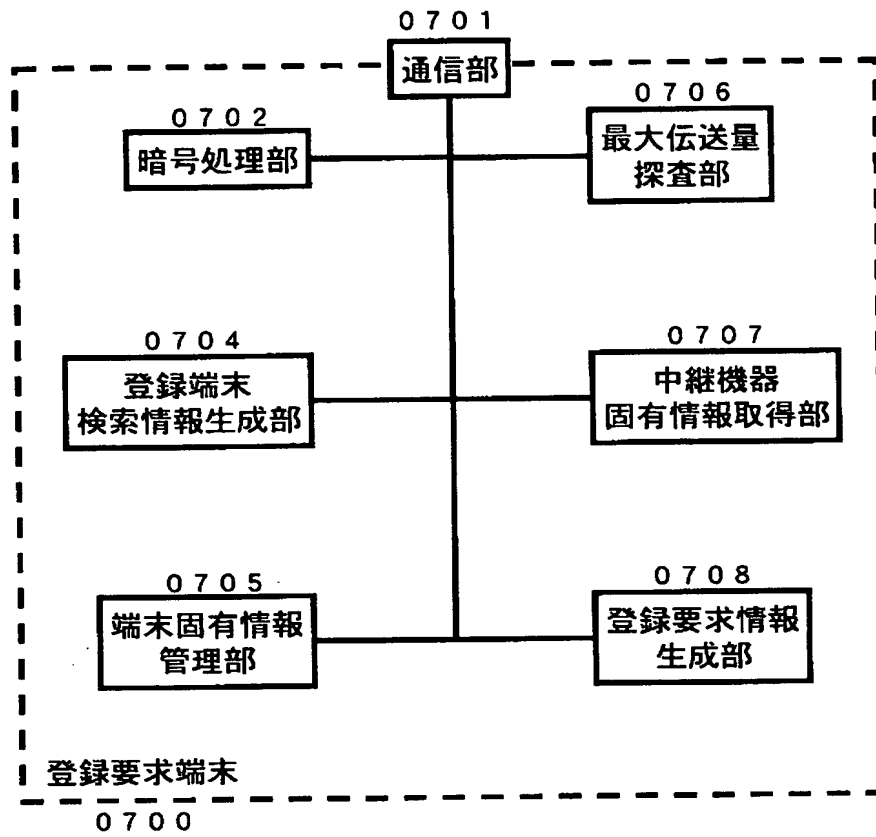 ０７０１
通信部
０７０２
暗号処理部
０７０６
最大伝送量
探査部
０７０４
登録端末
検索情報生成部
０７０７
中継機器
固有情報取得部
０７０５
端末固有情報
管理部
０７０８
登録要求情報
生成部
登録要求端末
０７００